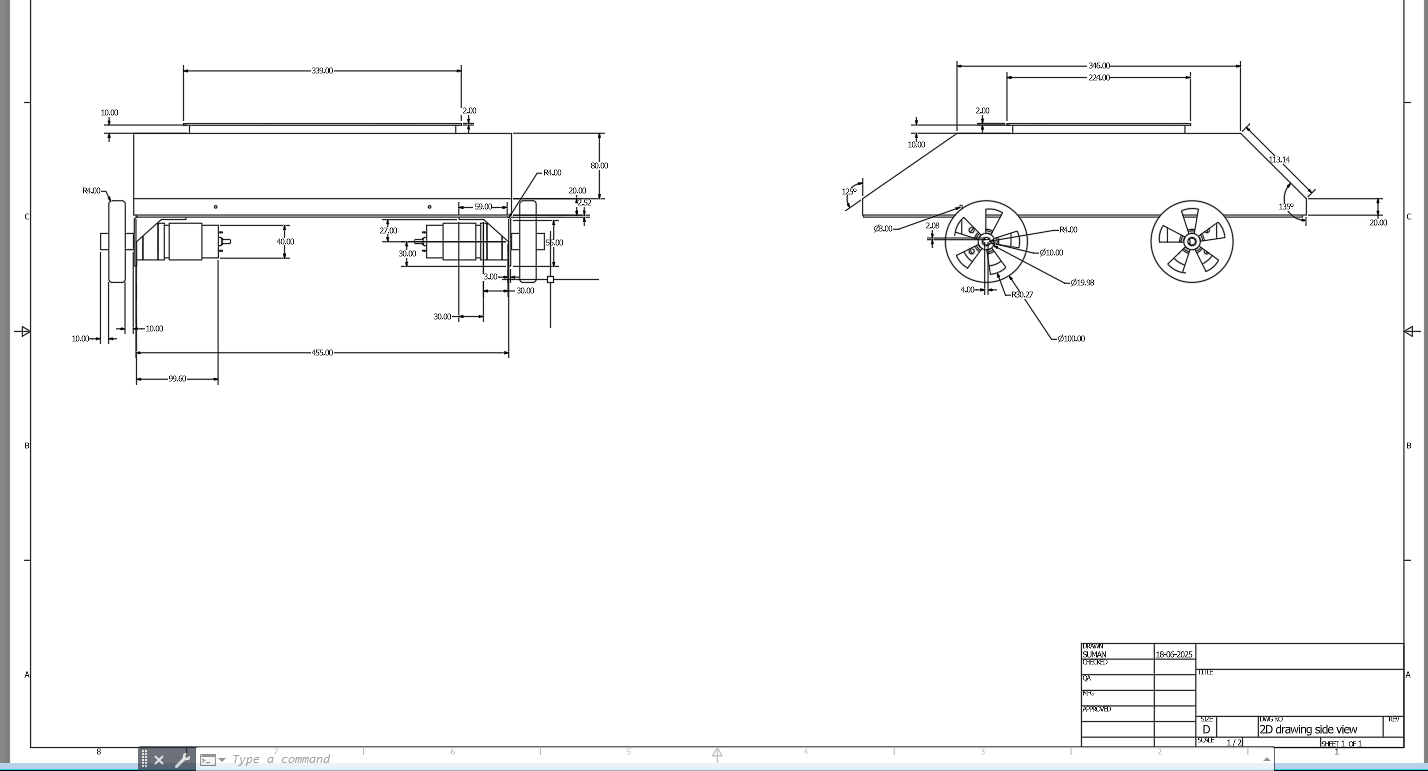 339.00
10.00
2.00
80.00
R4.00
R4.00
20.00
2.52
59.00
27.00
40.00
30.00
55.00
3.00
30.00
30.00
10.00
10.00
455.00
99.60
346.00
224.00
2.00
10.00
113.14
125°
135°
20.00
Ø3.00
2.08
R4.00
Ø10.00
Ø19.98
4.00
R30.27
Ø100.00
C
C
B
B
A
A
DRAWN
SUMAN
18-06-2025
CHECKED
QA
MFG
APPROVED
TITLE
SIZE
D
DWG NO
2D drawing side view
REV
SCALE
1 / 2
SHEET 1 OF 1
8
7
6
5
4
3
2
1
Type a command